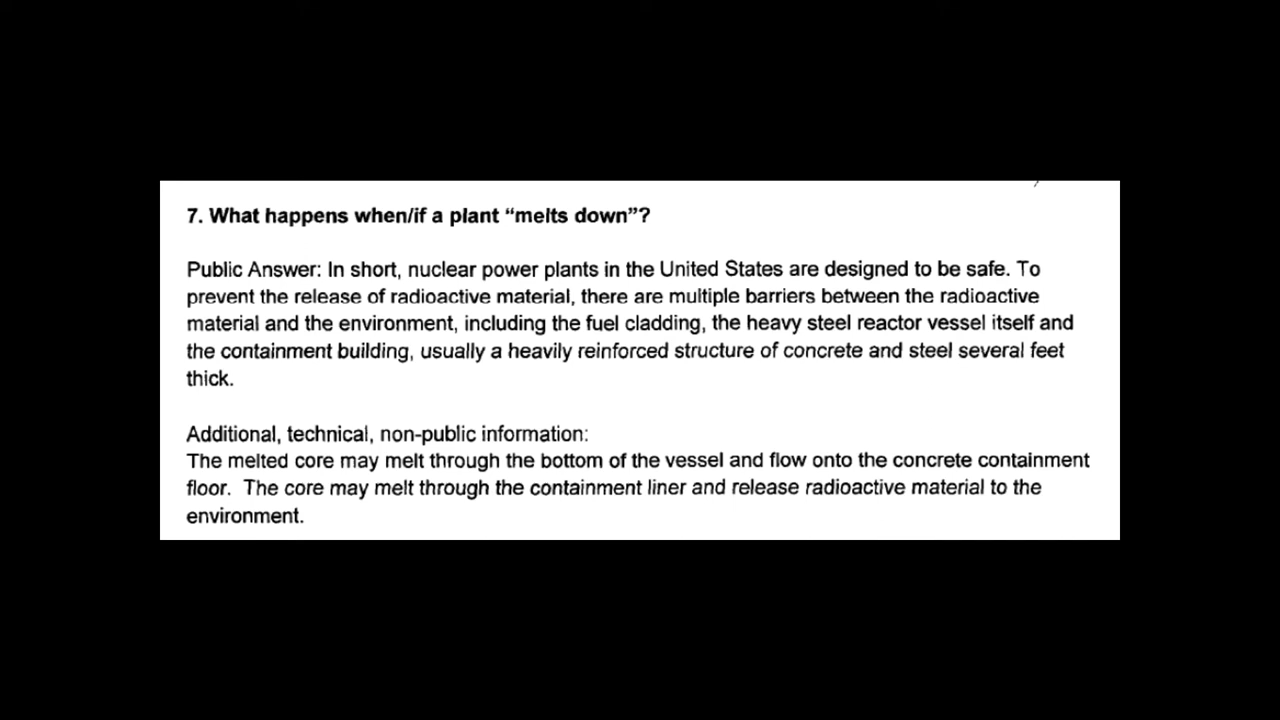 7. What happens when/if a plant “melts down”?
Public Answer: In short, nuclear power plants in the United States are designed to be safe. To
prevent the release of radioactive material, there are multiple barriers between the radioactive
material and the environment, including the fuel cladding, the heavy steel reactor vessel itself and
the containment building, usually a heavily reinforced structure of concrete and steel several feet
thick.
Additional, technical, non-public information:
The melted core may melt through the bottom of the vessel and flow onto the concrete containment
floor. The core may melt through the containment liner and release radioactive material to the
environment.